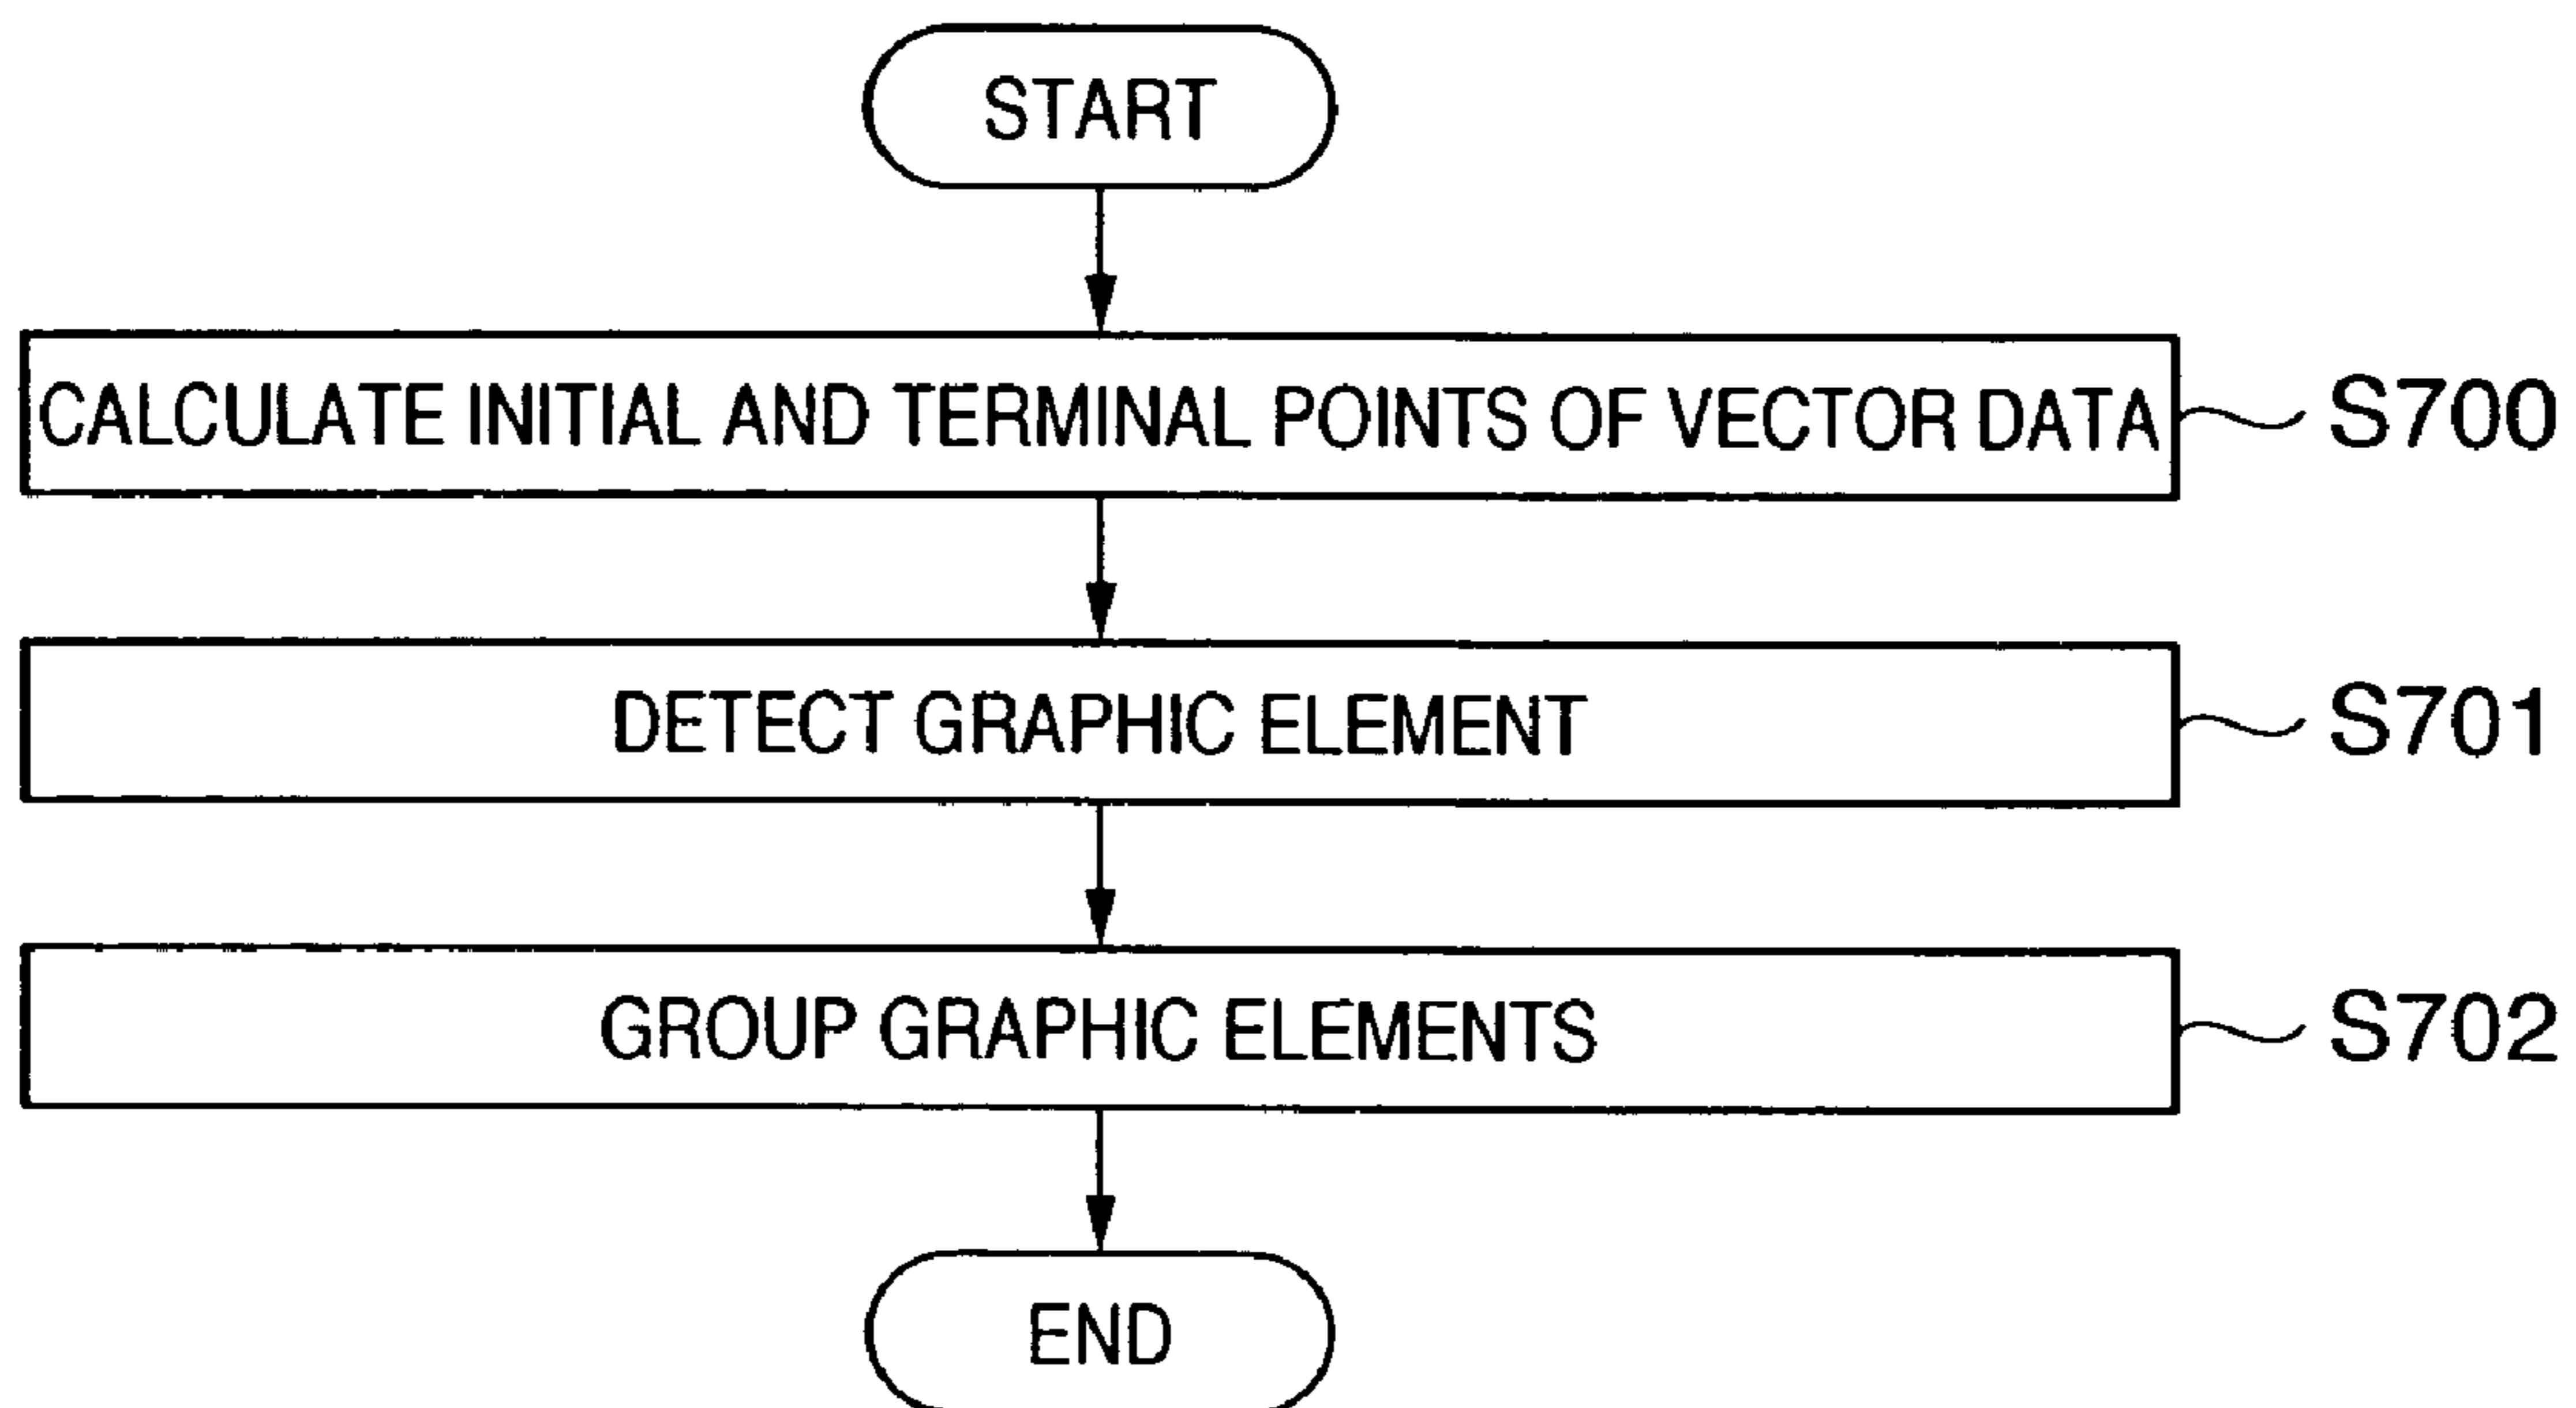 START
CALCULATE INITIAL AND TERMINAL POINTS OF VECTOR DATA S700
DETECT GRAPHIC ELEMENT S701
GROUP GRAPHIC ELEMENTS S702
END